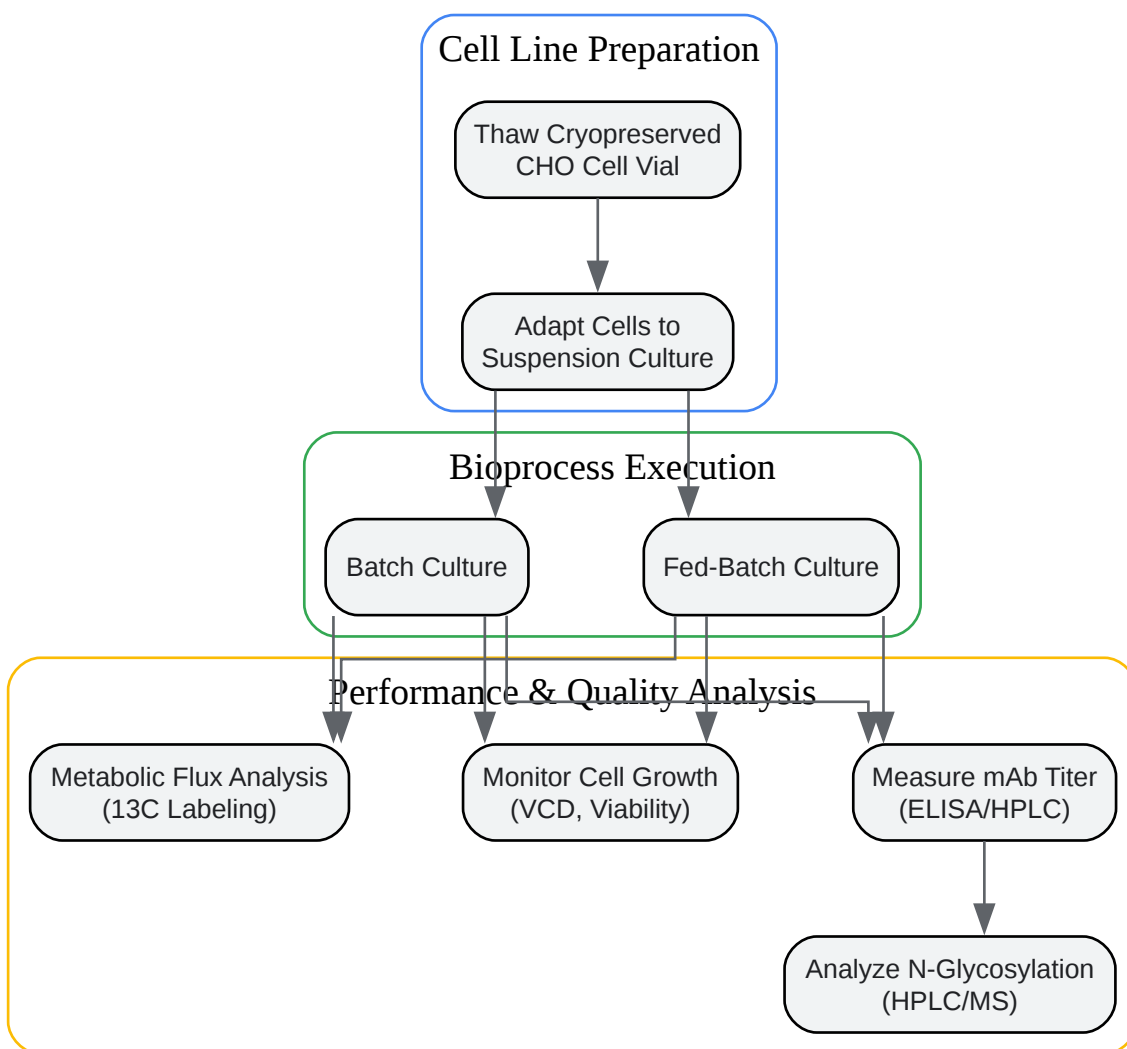 Cell Line Preparation
Thaw Cryopreserved
CHO Cell Vial
Adapt Cells to
Suspension Culture
Bioprocess Execution
Batch Culture
Fed-Batch Culture
Performance & Quality Analysis
Metabolic Flux Analysis
(13C Labeling)
Monitor Cell Growth
(VCD, Viability)
Measure mAb Titer
(ELISA/HPLC)
Analyze N-Glycosylation
(HPLC/MS)